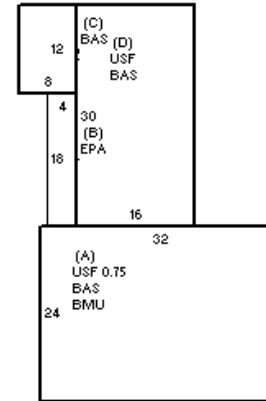 (C)
BAS
12
(D)
USF
BAS
8
4
30
(B)
EPA
18
16
32
(A)
USF 0.75
BAS
BMU
24